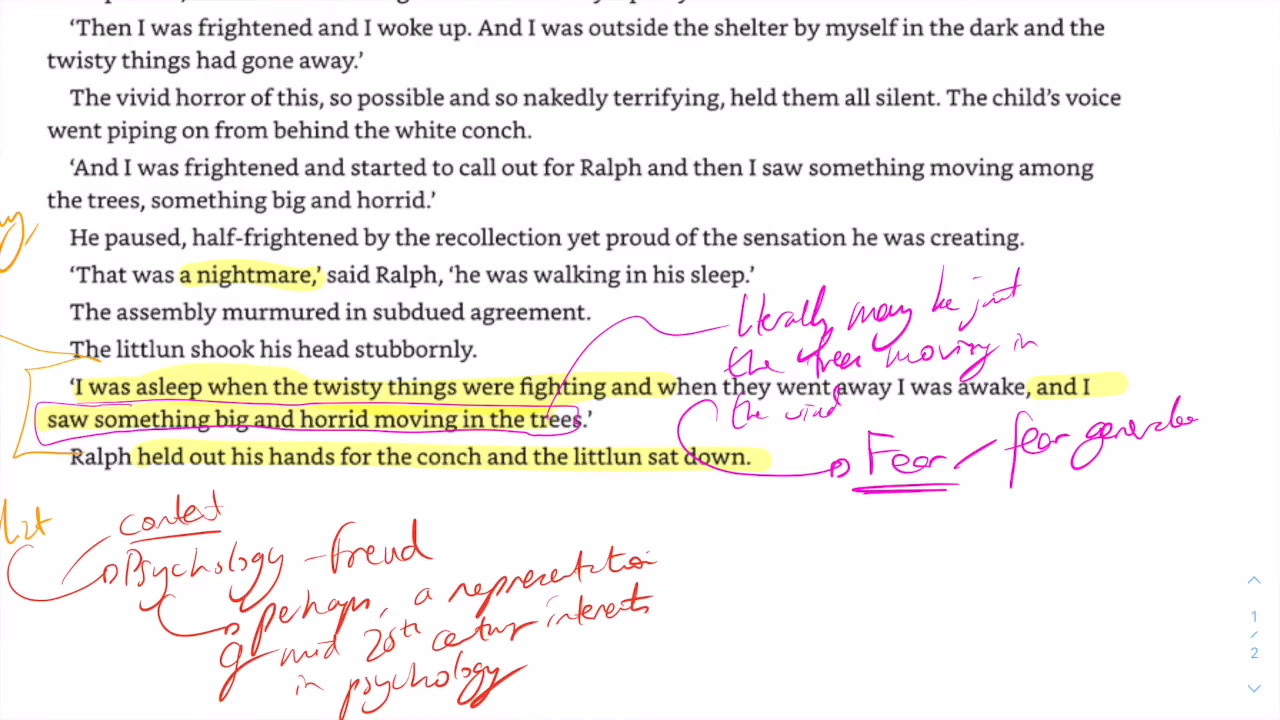 'Then I was frightened and I woke up. And I was outside the shelter by myself in the dark and the
twisty things had gone away.'
The vivid horror of this, so possible and so nakedly terrifying, held them all silent. The child's voice
went piping on from behind the white conch.
'And I was frightened and started to call out for Ralph and then I saw something moving among
the trees, something big and horrid.'
He paused, half-frightened by the recollection yet proud of the sensation he was creating.
'That was a nightmare,' said Ralph, 'he was walking in his sleep.'
The assembly murmured in subdued agreement.
The littlun shook his head stubbornly.
'I was asleep when the twisty things were fighting and when they went away I was awake, and I
saw something big and horrid moving in the trees.'
Ralph held out his hands for the conch and the littlun sat down.
literally may be just
the trees moving in
the wind
Fear / fear
context
Psychology - Freud
perhaps, a representation
mid 20th century interests
in psychology
1
/
2